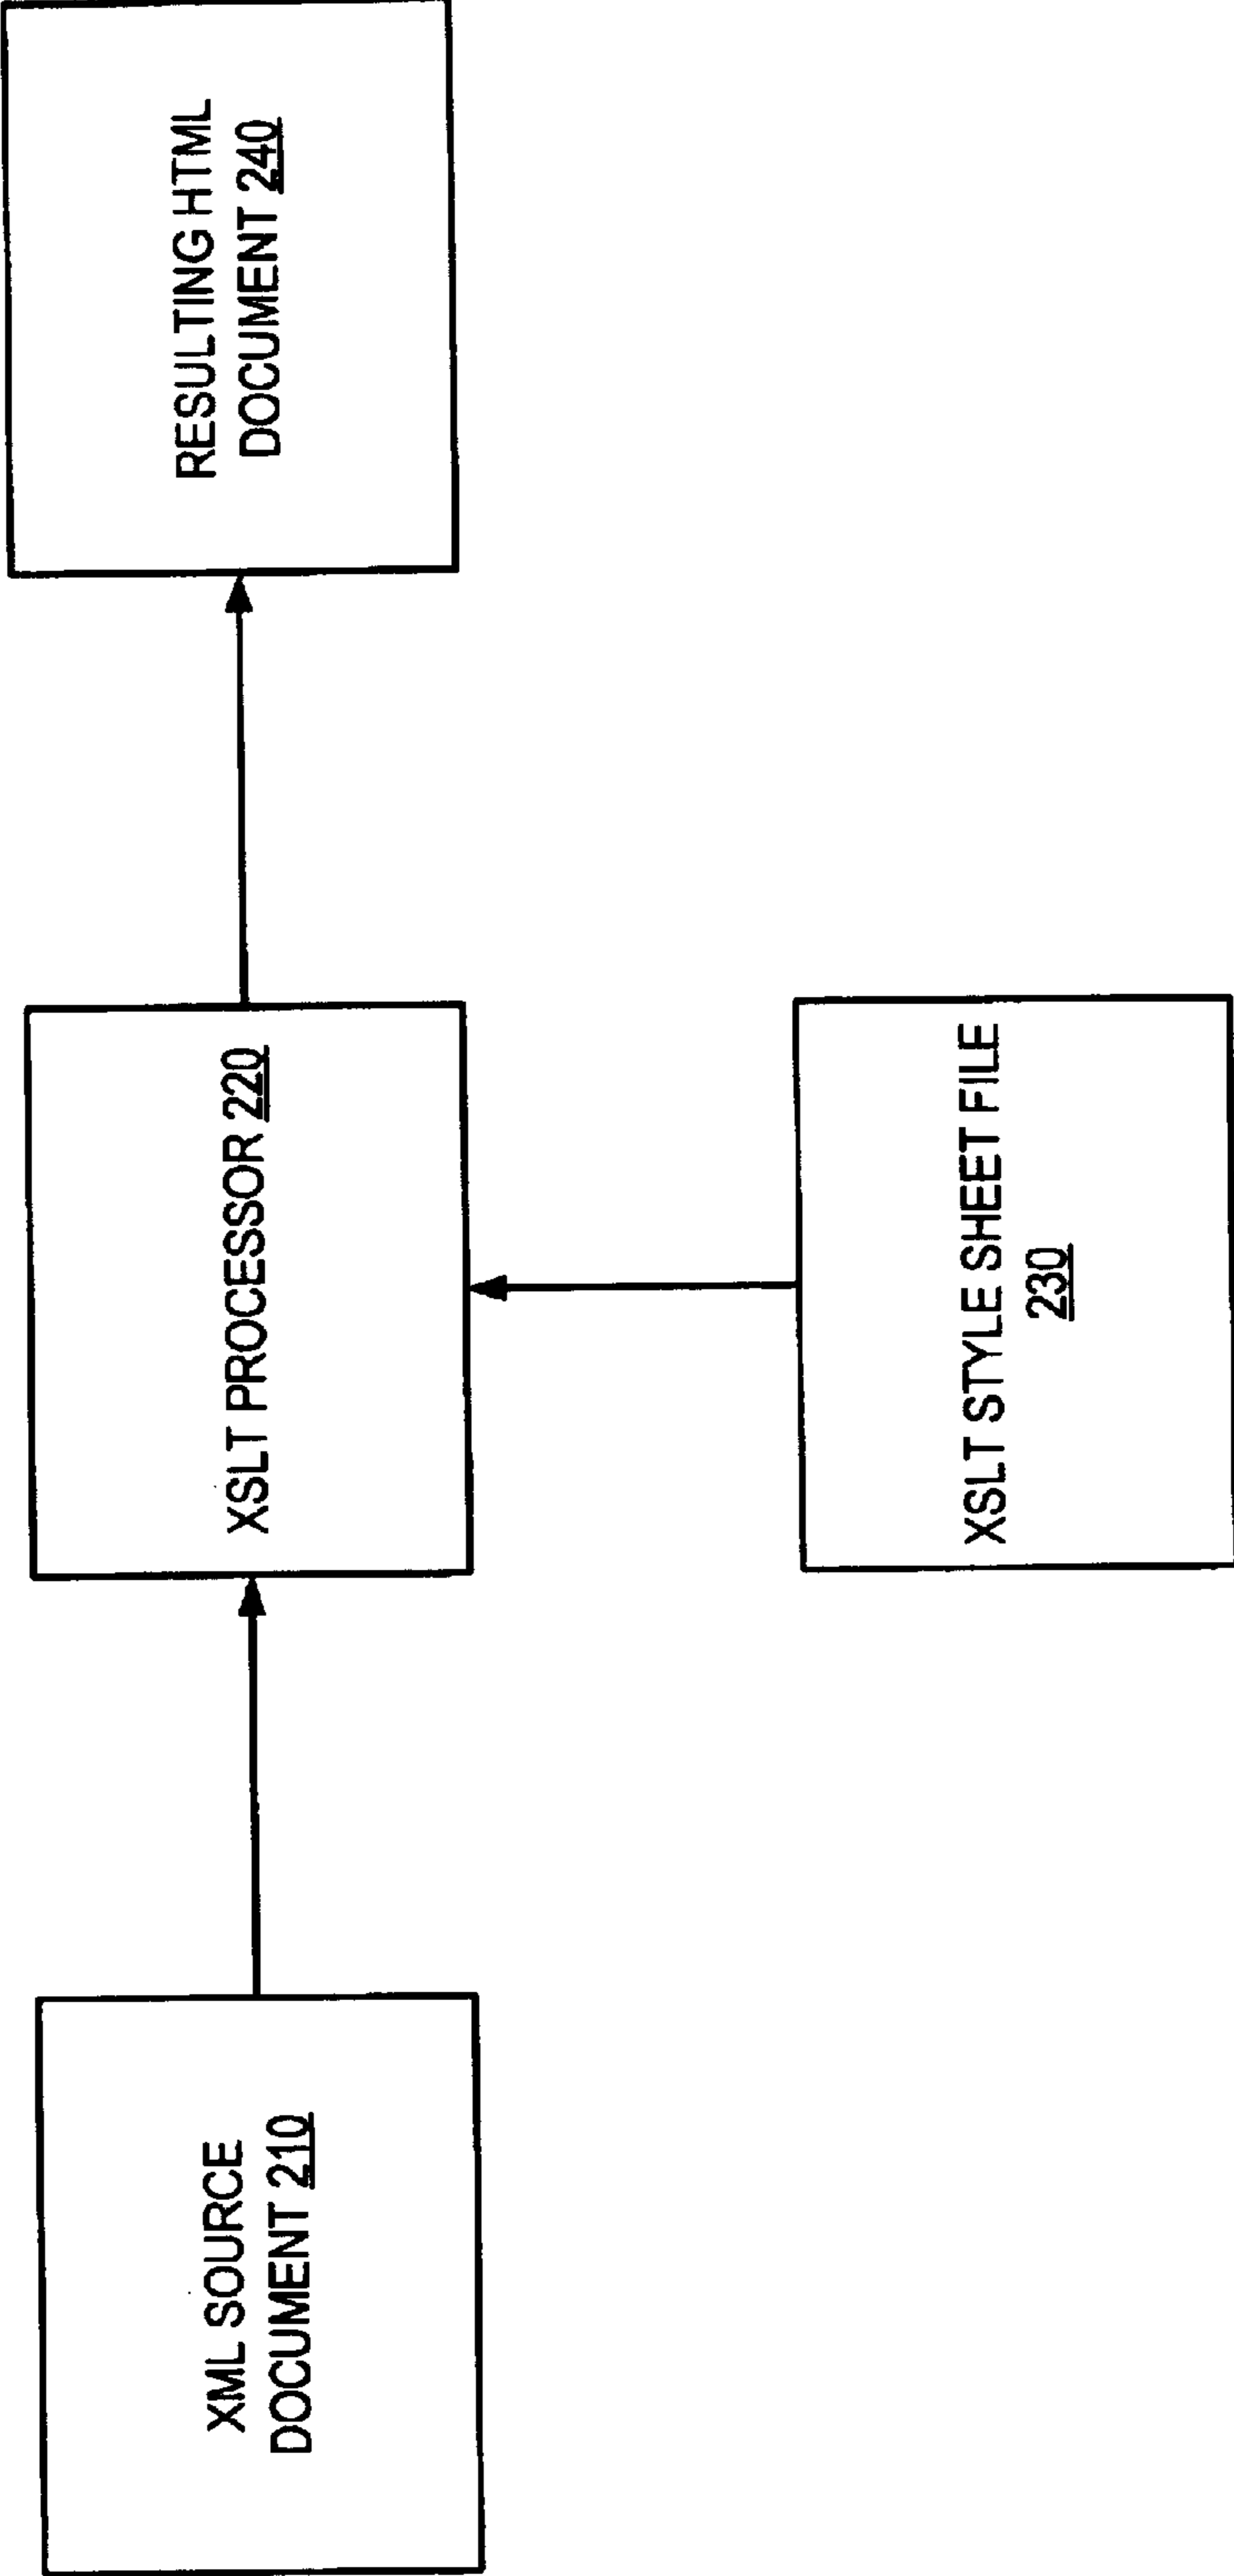 XML SOURCE
DOCUMENT 210
XSLT PROCESSOR 220
XSLT STYLE SHEET FILE
230
RESULTING HTML
DOCUMENT 240